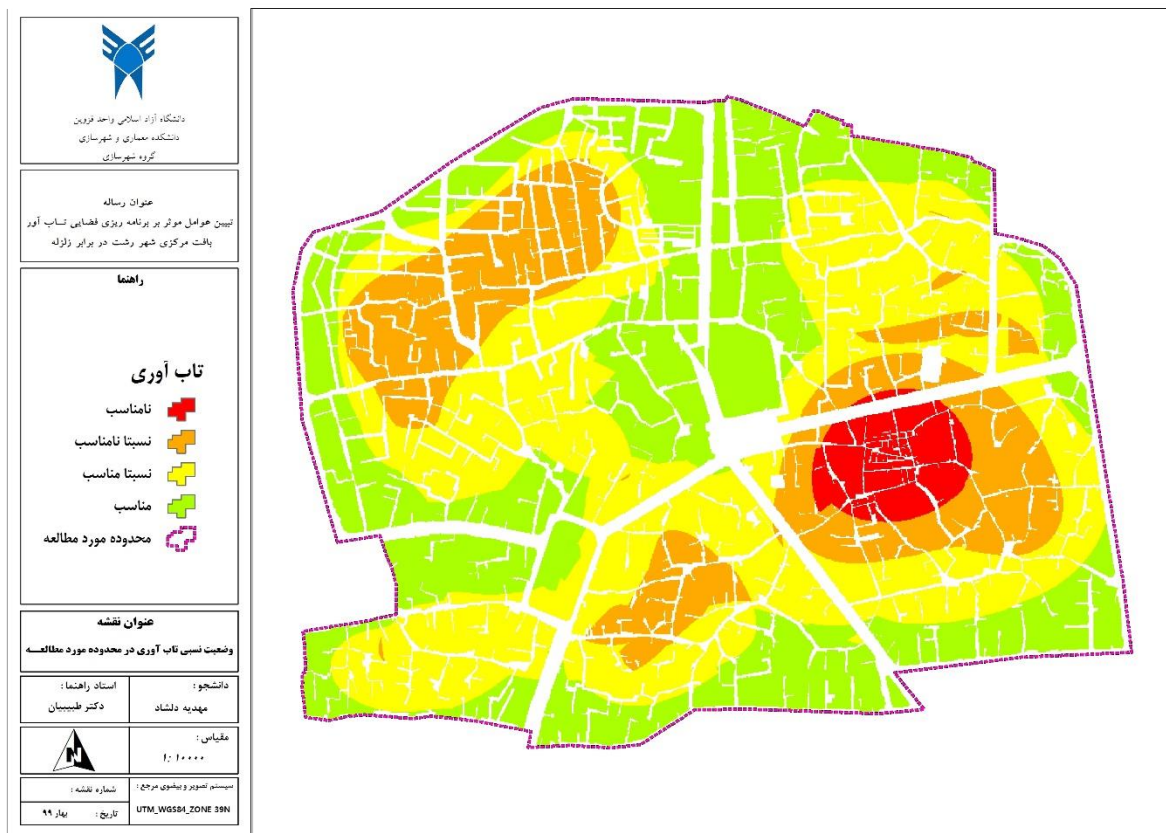 دانشگاه آزاد اسلامی واحد قزوین
دانشکده معماری و شهرسازی
گروه شهرسازی
عنوان رساله
تبیین عوامل موثر بر برنامه ریزی فضایی تـاب آور
بافت مرکزی شهر رشت در برابر زلزله
راهنما
تاب آوری
نامناسب
نسبتا نامناسب
نسبتا مناسب
مناسب
محدوده مورد مطالعه
عنوان نقشه
وضعیت نسبی تاب آوری در محدوده مورد مطالعـــه
دانشجو :
مهدیه دلشاد
استاد راهنما :
دکتر طبیبیان
مقیاس :
۱: ۱۰۰۰۰
N
سیستم تصویر و بیضوی مرجع :
UTM_WGS84_ZONE 39N
شماره نقشه :
تاریخ : بهار ۹۹